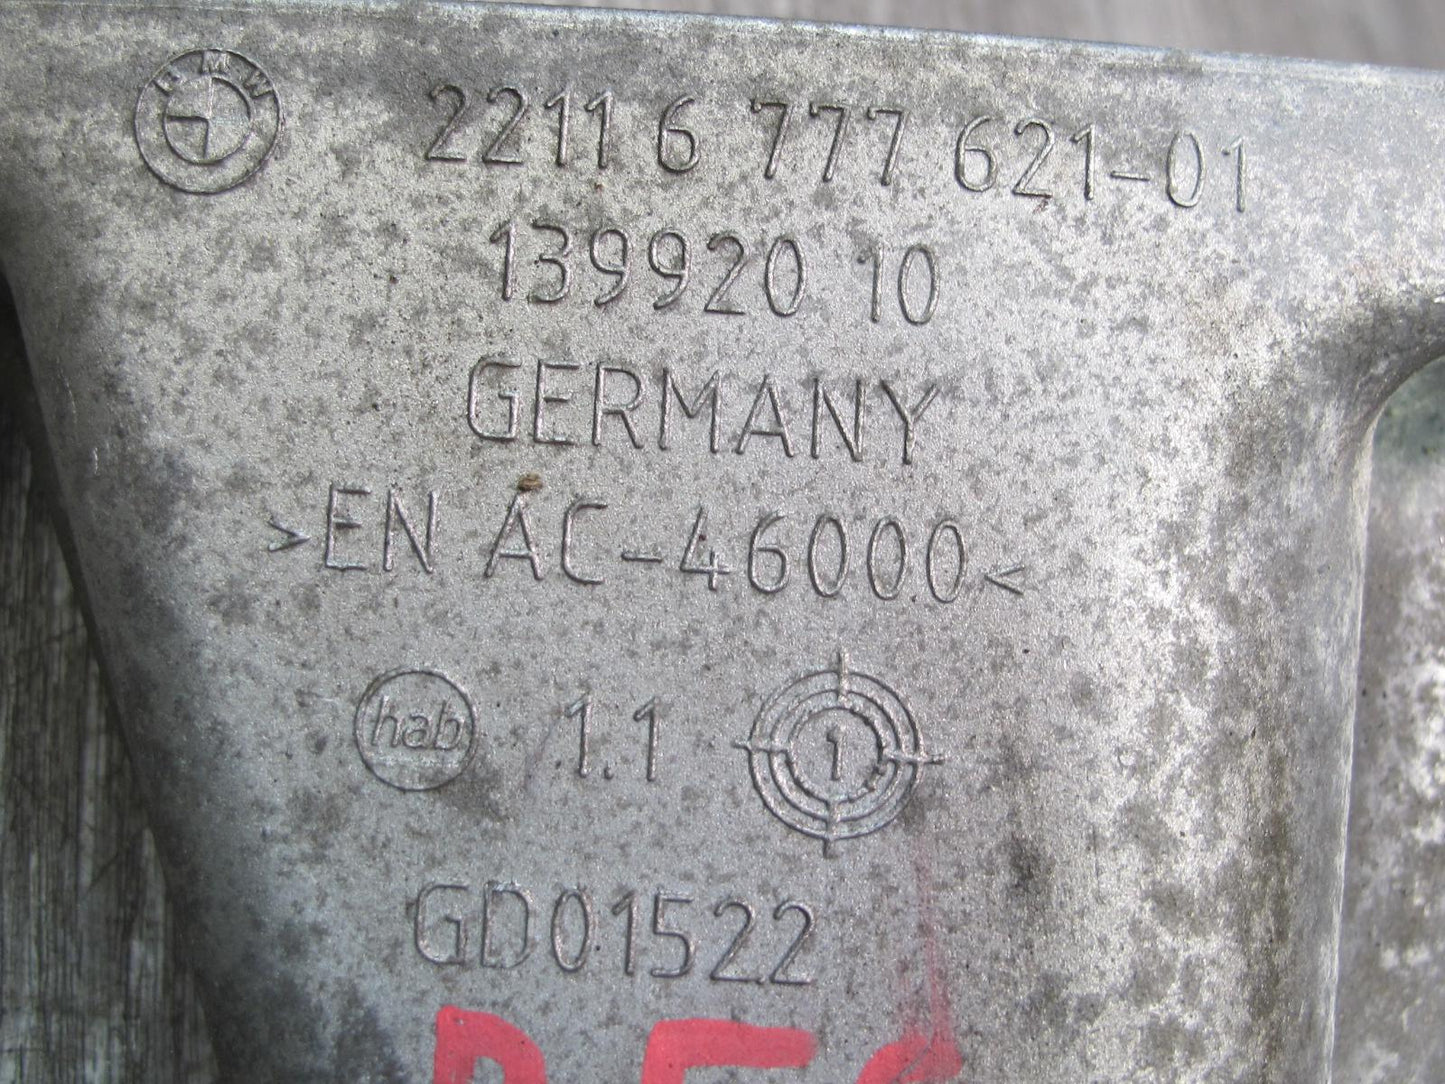 BMW 2211 6 777 621-01
139920 10
GERMANY
>EN AC-46000<
hab 1.1 1
GD01522